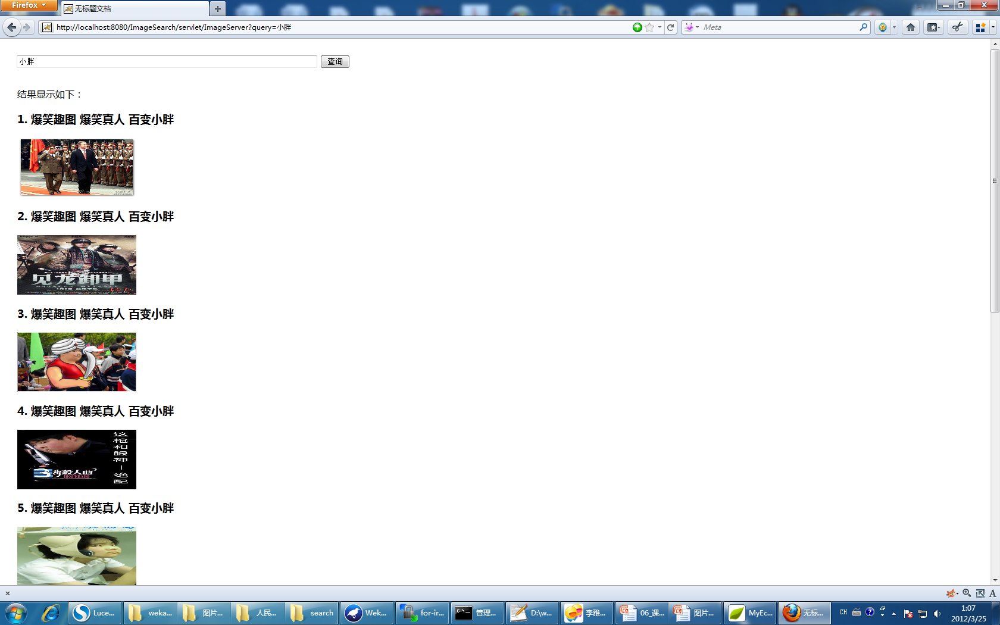 Firefox
无标题文档
http://localhost:8080/ImageSearch/servlet/ImageServer?query=小胖
Meta
小胖
查询
结果显示如下：
1. 爆笑趣图 爆笑真人 百变小胖
2. 爆笑趣图 爆笑真人 百变小胖
见龙卸甲
3. 爆笑趣图 爆笑真人 百变小胖
4. 爆笑趣图 爆笑真人 百变小胖
这枪和眼神一绝配
3步殺人曲
DESPERADO
5. 爆笑趣图 爆笑真人 百变小胖
Luce...
weka...
图片...
人民...
search
Wek...
for-ir...
管理...
D:\w...
李雅...
06_课...
图片...
MyEc...
无标...
CH
1:07
2012/3/25